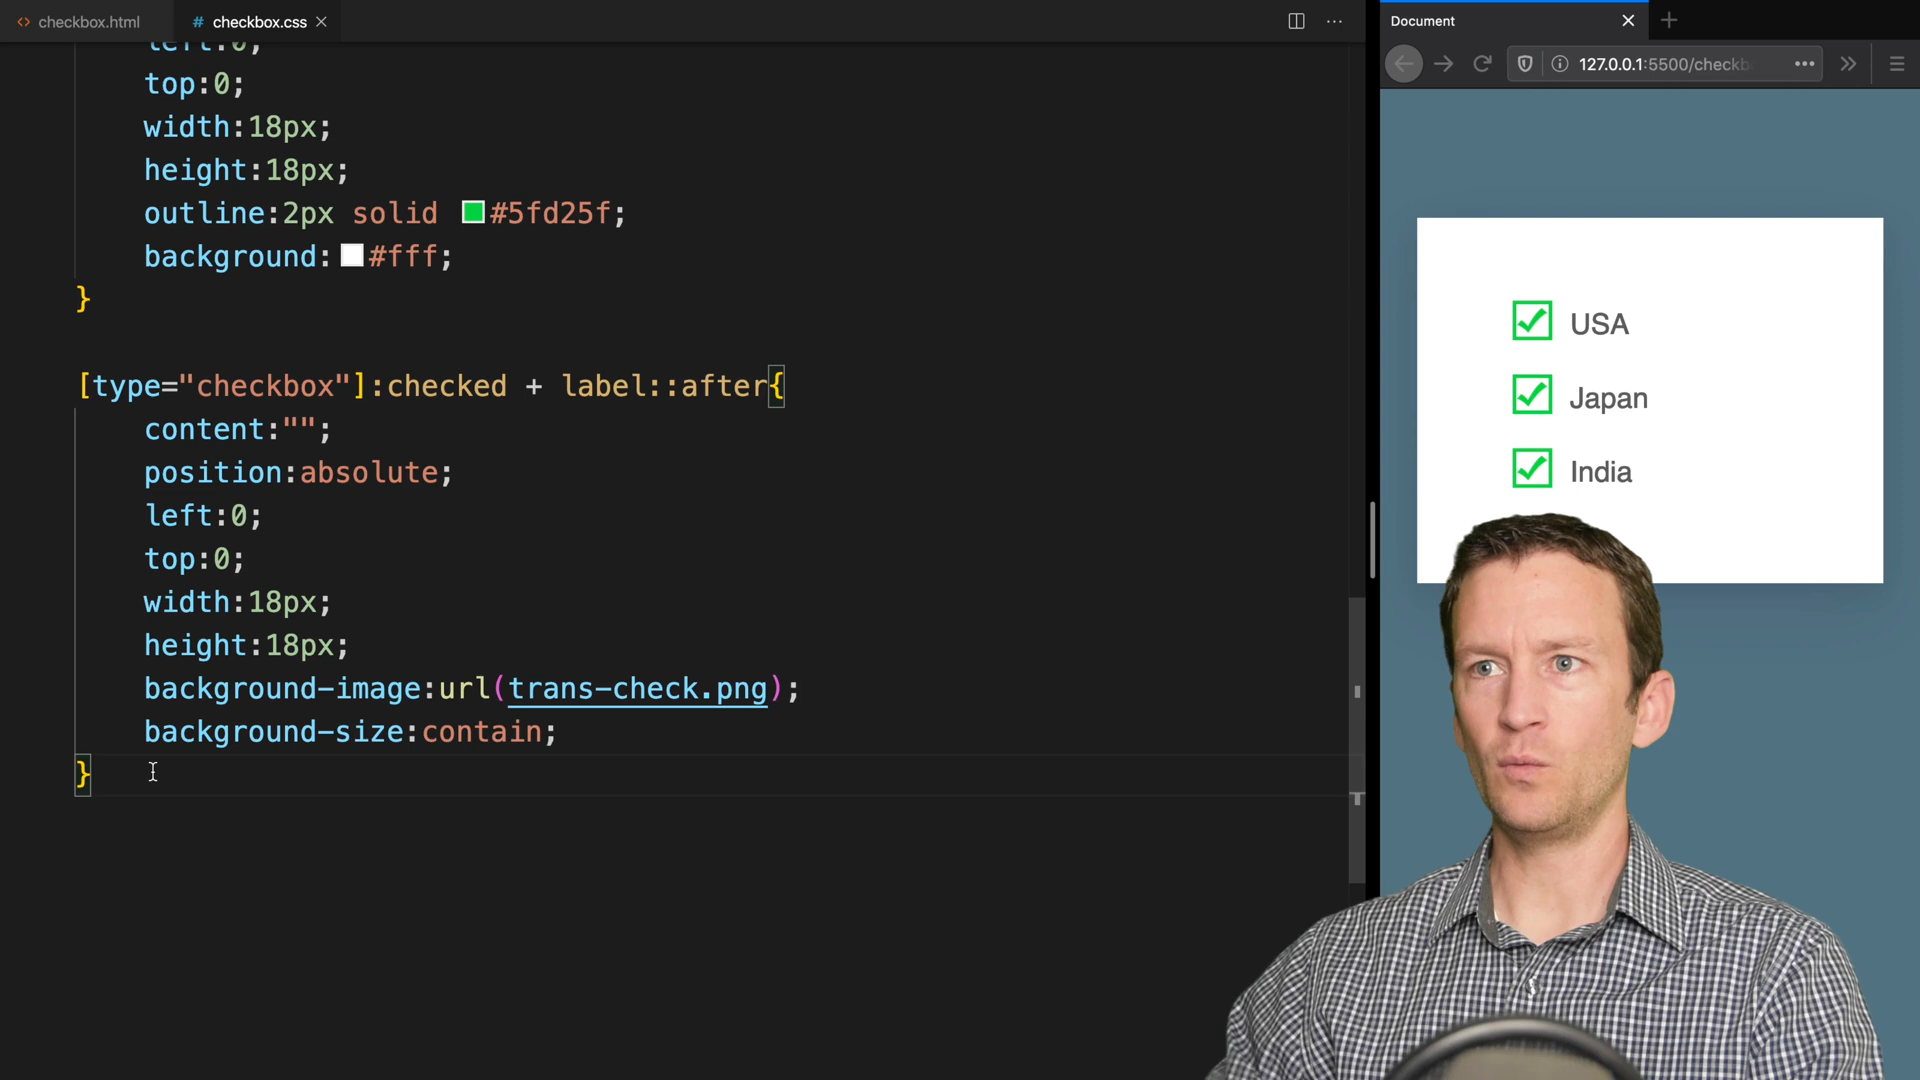 checkbox.html
# checkbox.css
left:0;
top:0;
width:18px;
height:18px;
outline:2px solid #5fd25f;
background:#fff;
}
[type="checkbox"]:checked + label::after{
content:"";
position:absolute;
left:0;
top:0;
width:18px;
height:18px;
background-image:url(trans-check.png);
background-size:contain;
}
Document
127.0.0.1:5500/checkb
USA
Japan
India